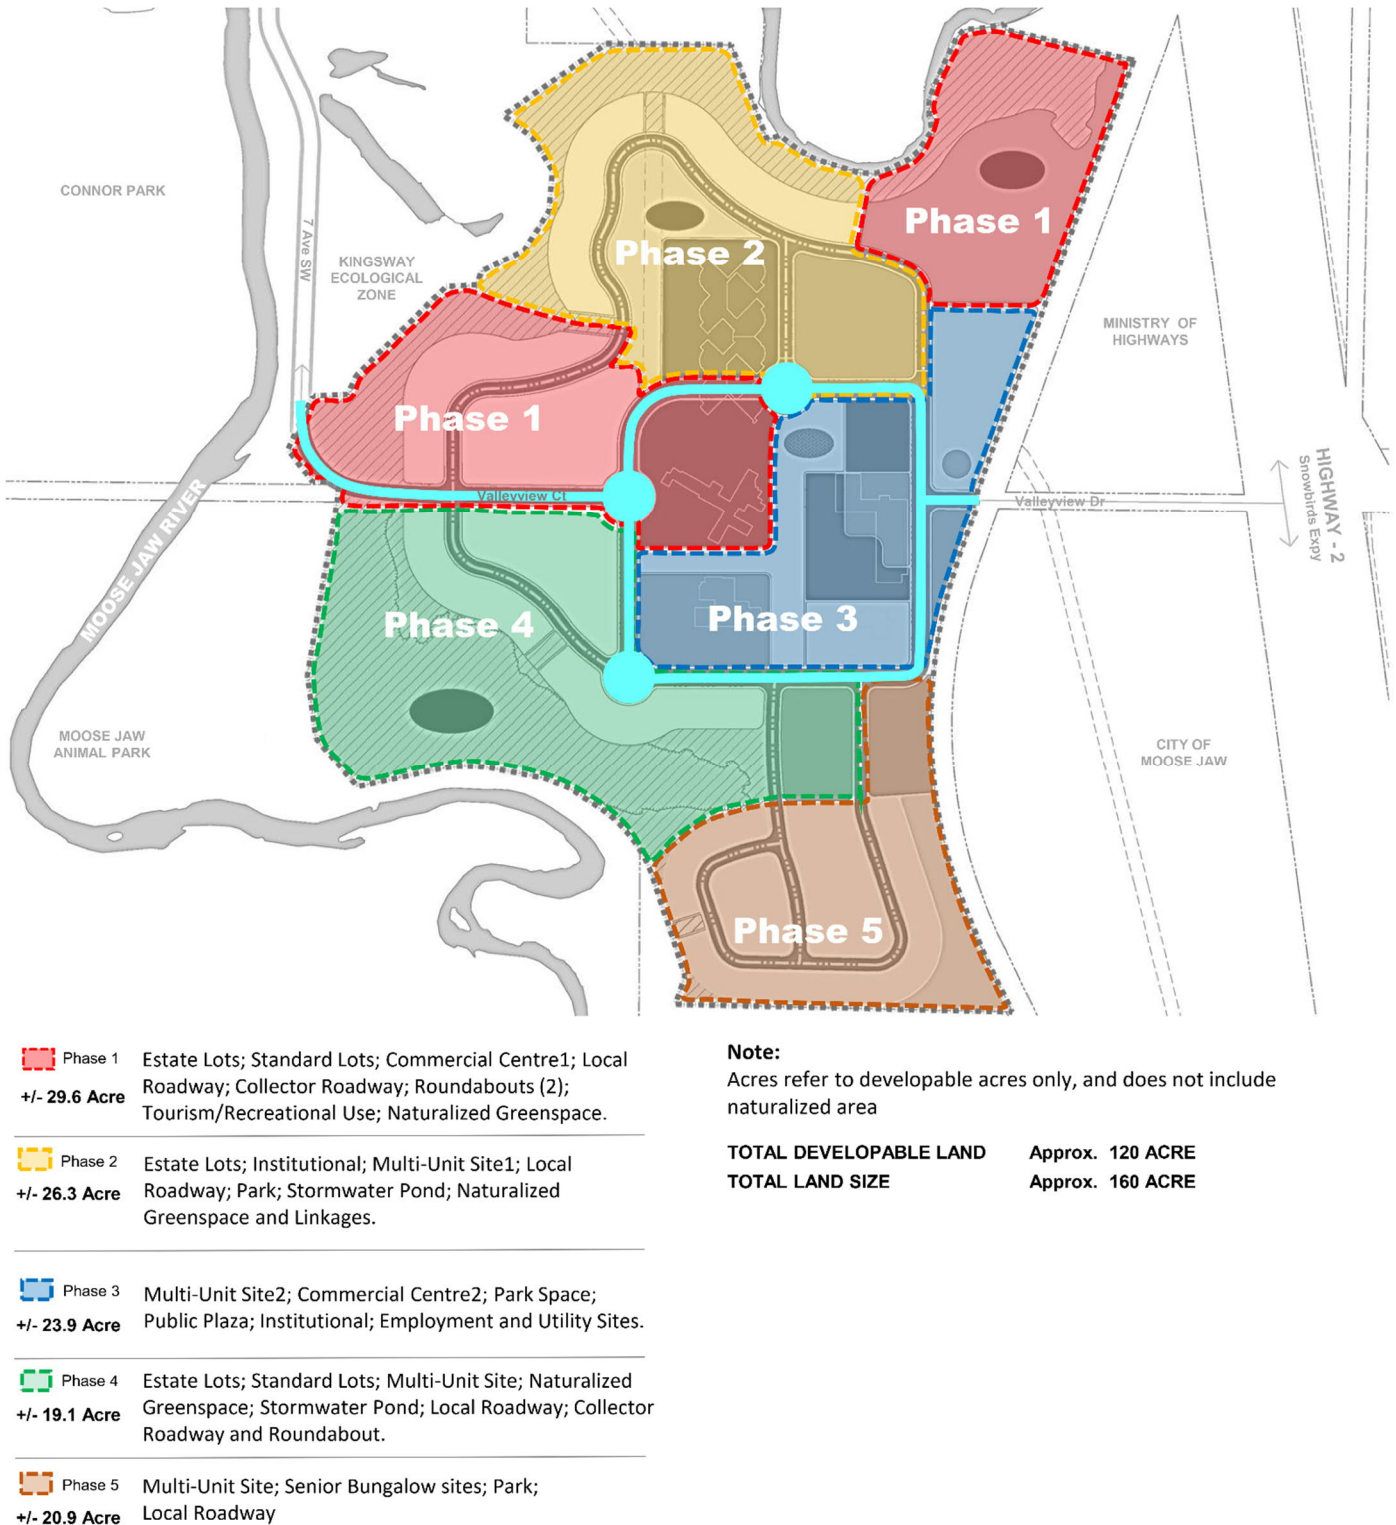 CONNOR PARK
7 Ave SW
KINGSWAY
ECOLOGICAL
ZONE
Phase 1
Phase 2
MINISTRY OF
HIGHWAYS
Phase 1
Valleyview Ct
Valleyview Dr
HIGHWAY - 2
Snowbirds Expy
MOOSE JAW RIVER
Phase 4
Phase 3
MOOSE JAW
ANIMAL PARK
CITY OF
MOOSE JAW
Phase 5
Phase 1
+/- 29.6 Acre
Estate Lots; Standard Lots; Commercial Centre1; Local
Roadway; Collector Roadway; Roundabouts (2);
Tourism/Recreational Use; Naturalized Greenspace.
Phase 2
+/- 26.3 Acre
Estate Lots; Institutional; Multi-Unit Site1; Local
Roadway; Park; Stormwater Pond; Naturalized
Greenspace and Linkages.
Phase 3
+/- 23.9 Acre
Multi-Unit Site2; Commercial Centre2; Park Space;
Public Plaza; Institutional; Employment and Utility Sites.
Phase 4
+/- 19.1 Acre
Estate Lots; Standard Lots; Multi-Unit Site; Naturalized
Greenspace; Stormwater Pond; Local Roadway; Collector
Roadway and Roundabout.
Phase 5
+/- 20.9 Acre
Multi-Unit Site; Senior Bungalow sites; Park;
Local Roadway
Note:
Acres refer to developable acres only, and does not include
naturalized area
TOTAL DEVELOPABLE LAND Approx. 120 ACRE
TOTAL LAND SIZE Approx. 160 ACRE